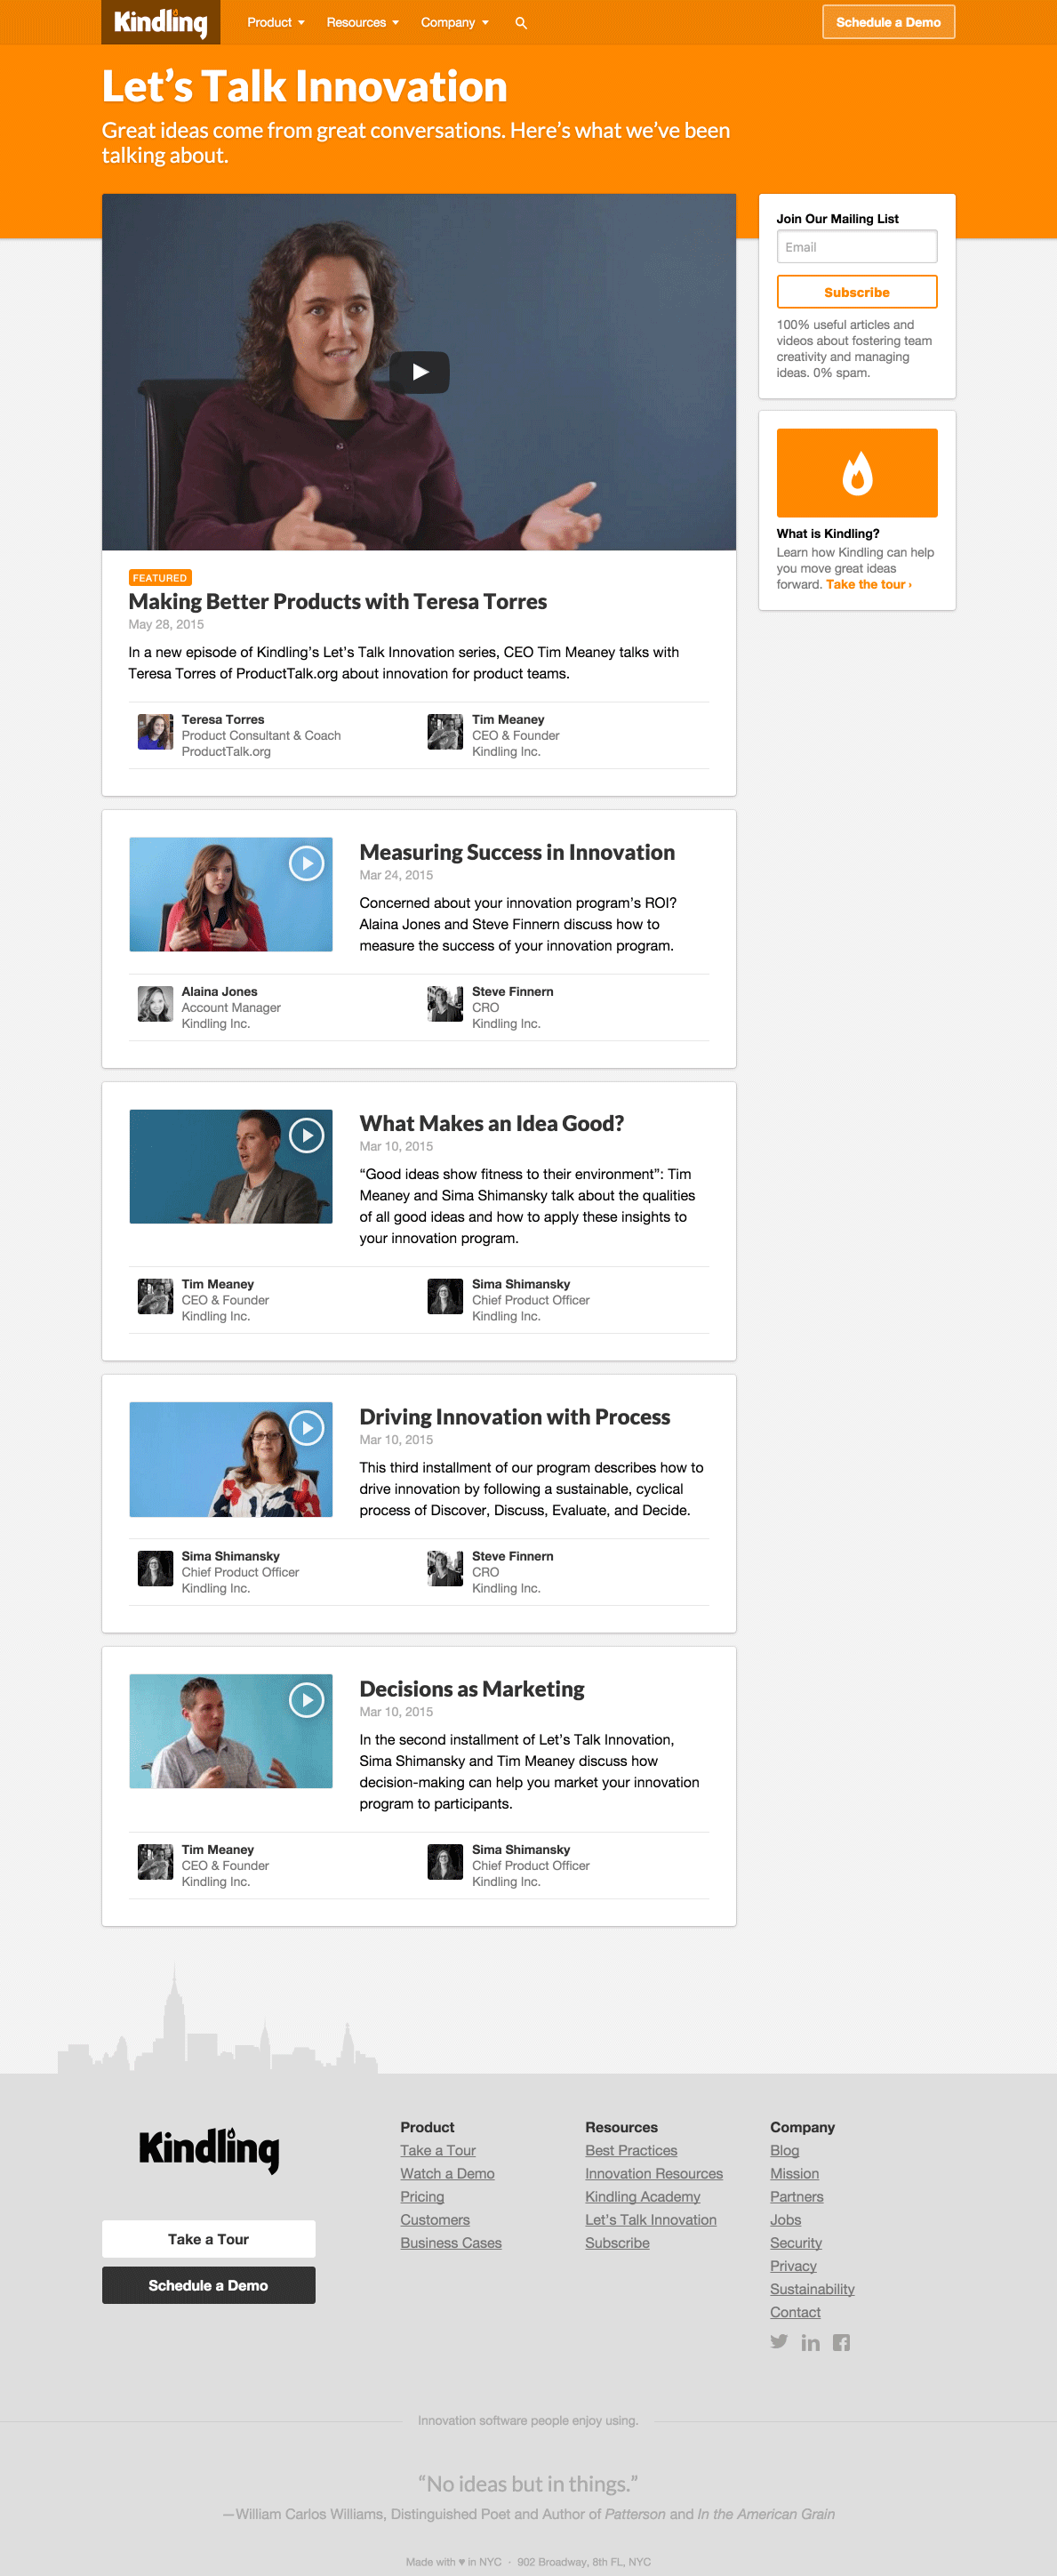 Kindling
Product
Resources
Company
Schedule a Demo
Let’s Talk Innovation
Great ideas come from great conversations. Here’s what we’ve been
talking about.
Join Our Mailing List
Email
Subscribe
100% useful articles and
videos about fostering team
creativity and managing
ideas. 0% spam.
What is Kindling?
Learn how Kindling can help
you move great ideas
forward. Take the tour ›
FEATURED
Making Better Products with Teresa Torres
May 28, 2015
In a new episode of Kindling’s Let’s Talk Innovation series, CEO Tim Meaney talks with
Teresa Torres of ProductTalk.org about innovation for product teams.
Teresa Torres
Product Consultant & Coach
ProductTalk.org
Tim Meaney
CEO & Founder
Kindling Inc.
Measuring Success in Innovation
Mar 24, 2015
Concerned about your innovation program’s ROI?
Alaina Jones and Steve Finnern discuss how to
measure the success of your innovation program.
Alaina Jones
Account Manager
Kindling Inc.
Steve Finnern
CRO
Kindling Inc.
What Makes an Idea Good?
Mar 10, 2015
“Good ideas show fitness to their environment”: Tim
Meaney and Sima Shimansky talk about the qualities
of all good ideas and how to apply these insights to
your innovation program.
Tim Meaney
CEO & Founder
Kindling Inc.
Sima Shimansky
Chief Product Officer
Kindling Inc.
Driving Innovation with Process
Mar 10, 2015
This third installment of our program describes how to
drive innovation by following a sustainable, cyclical
process of Discover, Discuss, Evaluate, and Decide.
Sima Shimansky
Chief Product Officer
Kindling Inc.
Steve Finnern
CRO
Kindling Inc.
Decisions as Marketing
Mar 10, 2015
In the second installment of Let’s Talk Innovation,
Sima Shimansky and Tim Meaney discuss how
decision-making can help you market your innovation
program to participants.
Tim Meaney
CEO & Founder
Kindling Inc.
Sima Shimansky
Chief Product Officer
Kindling Inc.
Kindling
Take a Tour
Schedule a Demo
Product
Take a Tour
Watch a Demo
Pricing
Customers
Business Cases
Resources
Best Practices
Innovation Resources
Kindling Academy
Let’s Talk Innovation
Subscribe
Company
Blog
Mission
Partners
Jobs
Security
Privacy
Sustainability
Contact
Innovation software people enjoy using.
“No ideas but in things.”
—William Carlos Williams, Distinguished Poet and Author of Patterson and In the American Grain
Made with ♥ in NYC · 902 Broadway, 8th FL, NYC